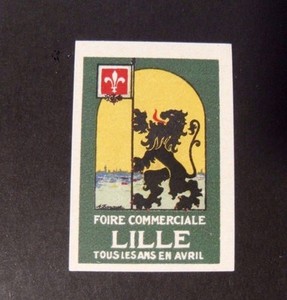 FOIRE COMMERCIALE
LILLE
TOUS LES ANS EN AVRIL